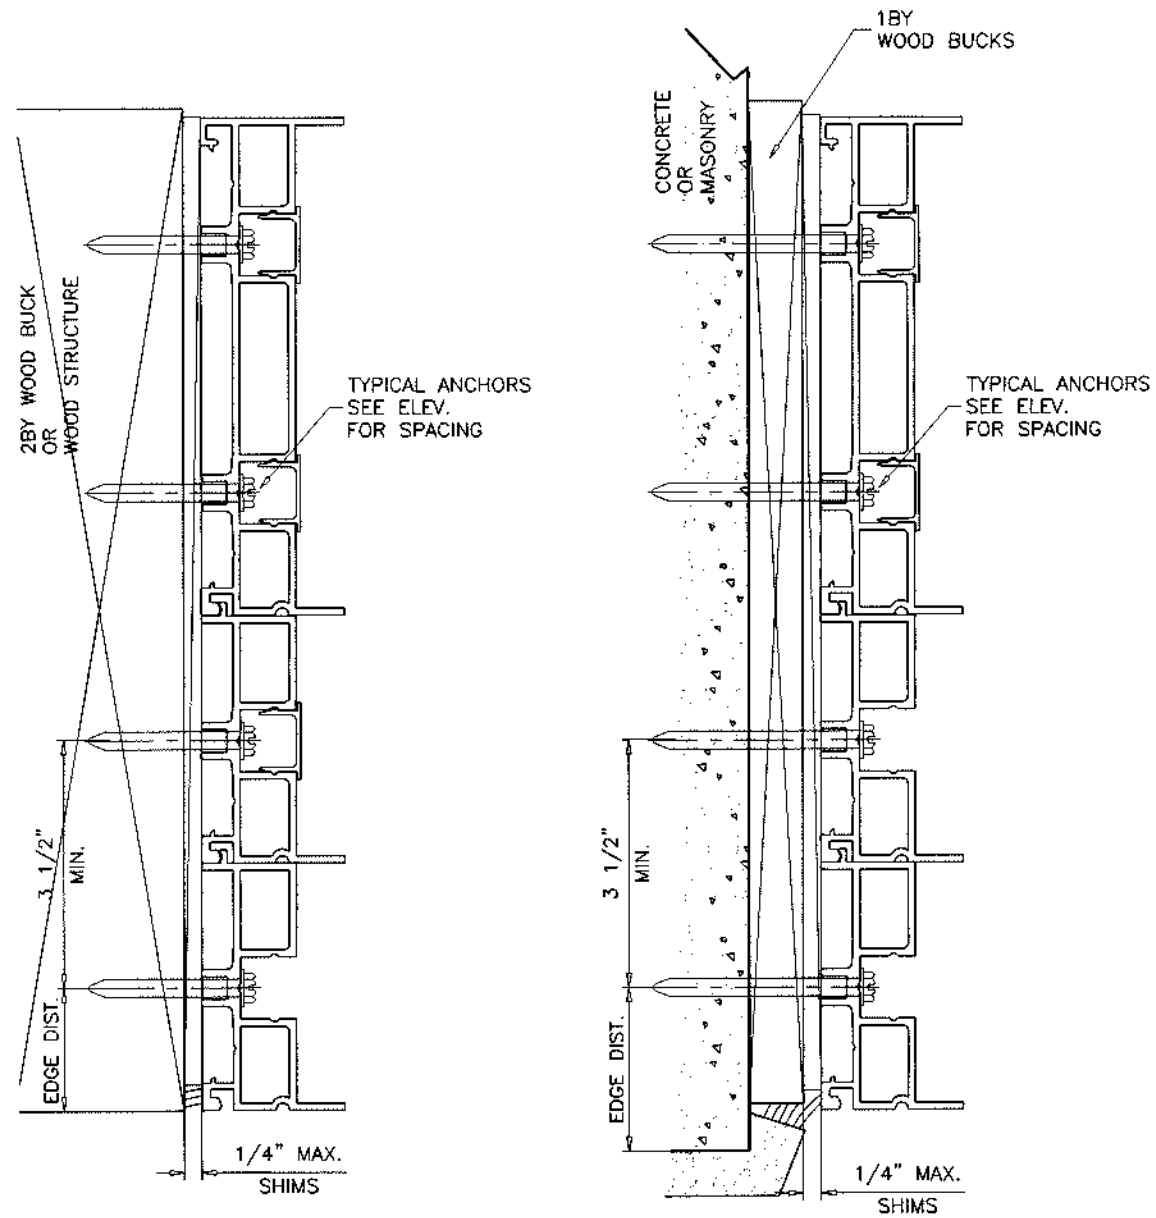 1BY
WOOD BUCKS
CONCRETE
OR
MASONRY
2BY WOOD BUCK
OR
WOOD STRUCTURE
TYPICAL ANCHORS
SEE ELEV.
FOR SPACING
TYPICAL ANCHORS
SEE ELEV.
FOR SPACING
3 1/2"
MIN.
3 1/2"
MIN.
EDGE DIST.
EDGE DIST.
1/4" MAX.
SHIMS
1/4" MAX.
SHIMS